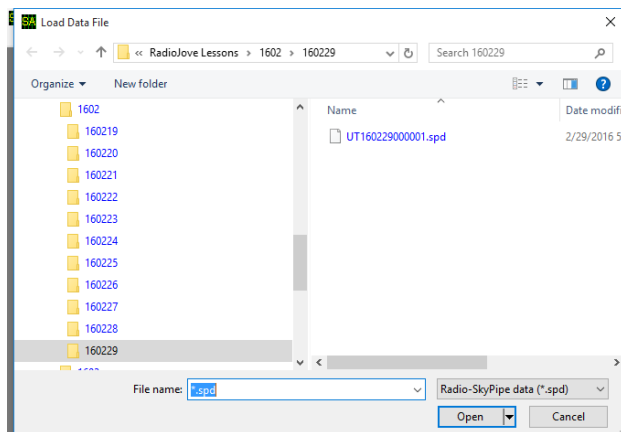 SA Load Data File
« RadioJove Lessons > 1602 > 160229 Search 160229
Organize New folder ?
1602
160219
160220
160221
160222
160223
160224
160225
160226
160227
160228
160229
Name Date modifi
UT160229000001.spd 2/29/2016 5
File name: *.spd Radio-SkyPipe data (*.spd)
Open Cancel